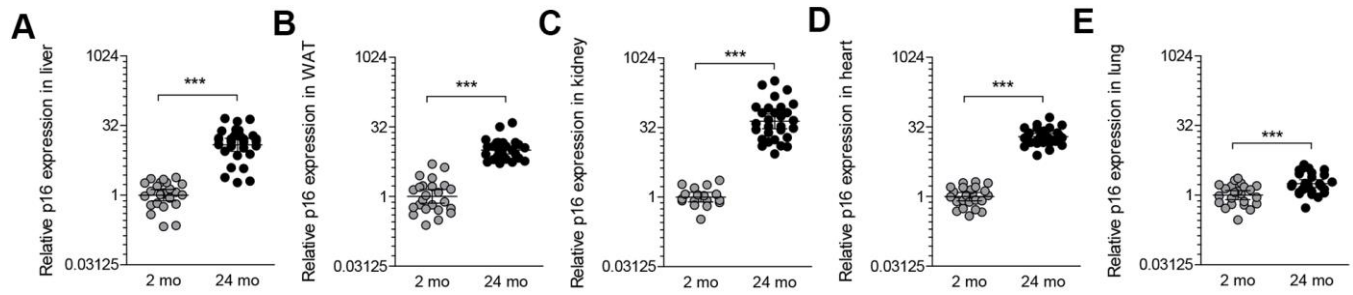 A
Relative p16 expression in liver
1024
32
1
0.03125
***
2 mo
24 mo
B
Relative p16 expression in WAT
1024
32
1
0.03125
***
2 mo
24 mo
C
Relative p16 expression in kidney
1024
32
1
0.03125
***
2 mo
24 mo
D
Relative p16 expression in heart
1024
32
1
0.03125
***
2 mo
24 mo
E
Relative p16 expression in lung
1024
32
1
0.03125
***
2 mo
24 mo